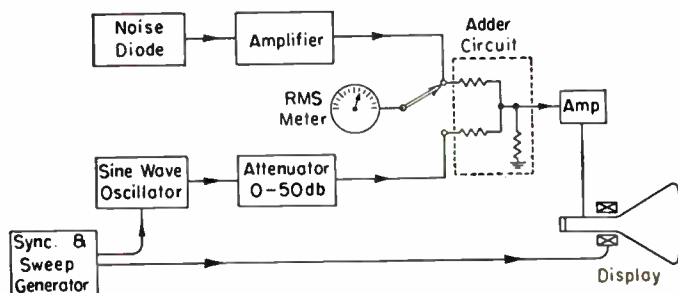 Noise
Diode
Amplifier
Adder
Circuit
RMS
Meter
Amp
Sine Wave
Oscillator
Attenuator
0-50db
Sync. &
Sweep
Generator
Display